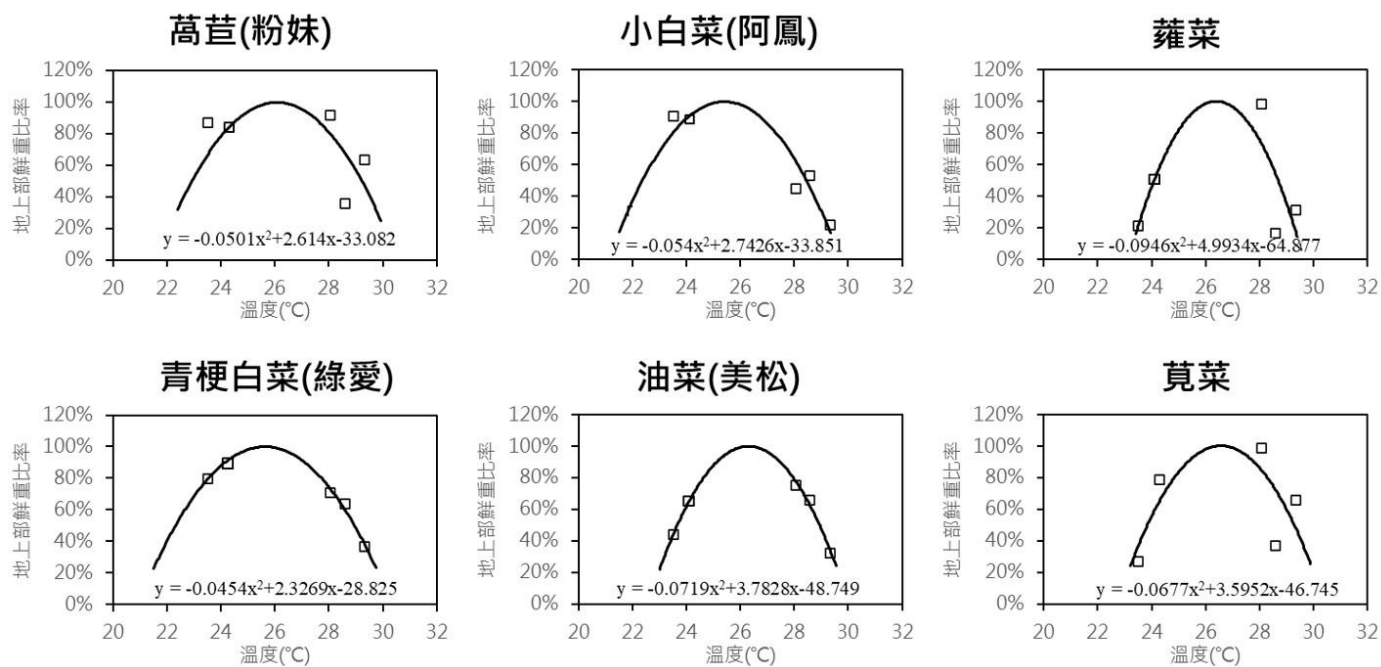 萵苣(粉妹)
120%
100%
80%
60%
40%
20%
0%
地上部鮮重比率
y = -0.0501x²+2.614x-33.082
20 22 24 26 28 30 32
溫度(℃)
小白菜(阿鳳)
120%
100%
80%
60%
40%
20%
0%
地上部鮮重比率
y = -0.054x²+2.7426x-33.851
20 22 24 26 28 30 32
溫度(℃)
蕹菜
120%
100%
80%
60%
40%
20%
0%
地上部鮮重比率
y = -0.0946x²+4.9934x-64.877
20 22 24 26 28 30 32
溫度(℃)
青梗白菜(綠愛)
120%
100%
80%
60%
40%
20%
0%
地上部鮮重比率
y = -0.0454x²+2.3269x-28.825
20 22 24 26 28 30 32
溫度(℃)
油菜(美松)
120%
100%
80%
60%
40%
20%
0%
地上部鮮重比率
y = -0.0719x²+3.7828x-48.749
20 22 24 26 28 30 32
溫度(℃)
莧菜
120%
100%
80%
60%
40%
20%
0%
地上部鮮重比率
y = -0.0677x²+3.5952x-46.745
20 22 24 26 28 30 32
溫度(℃)